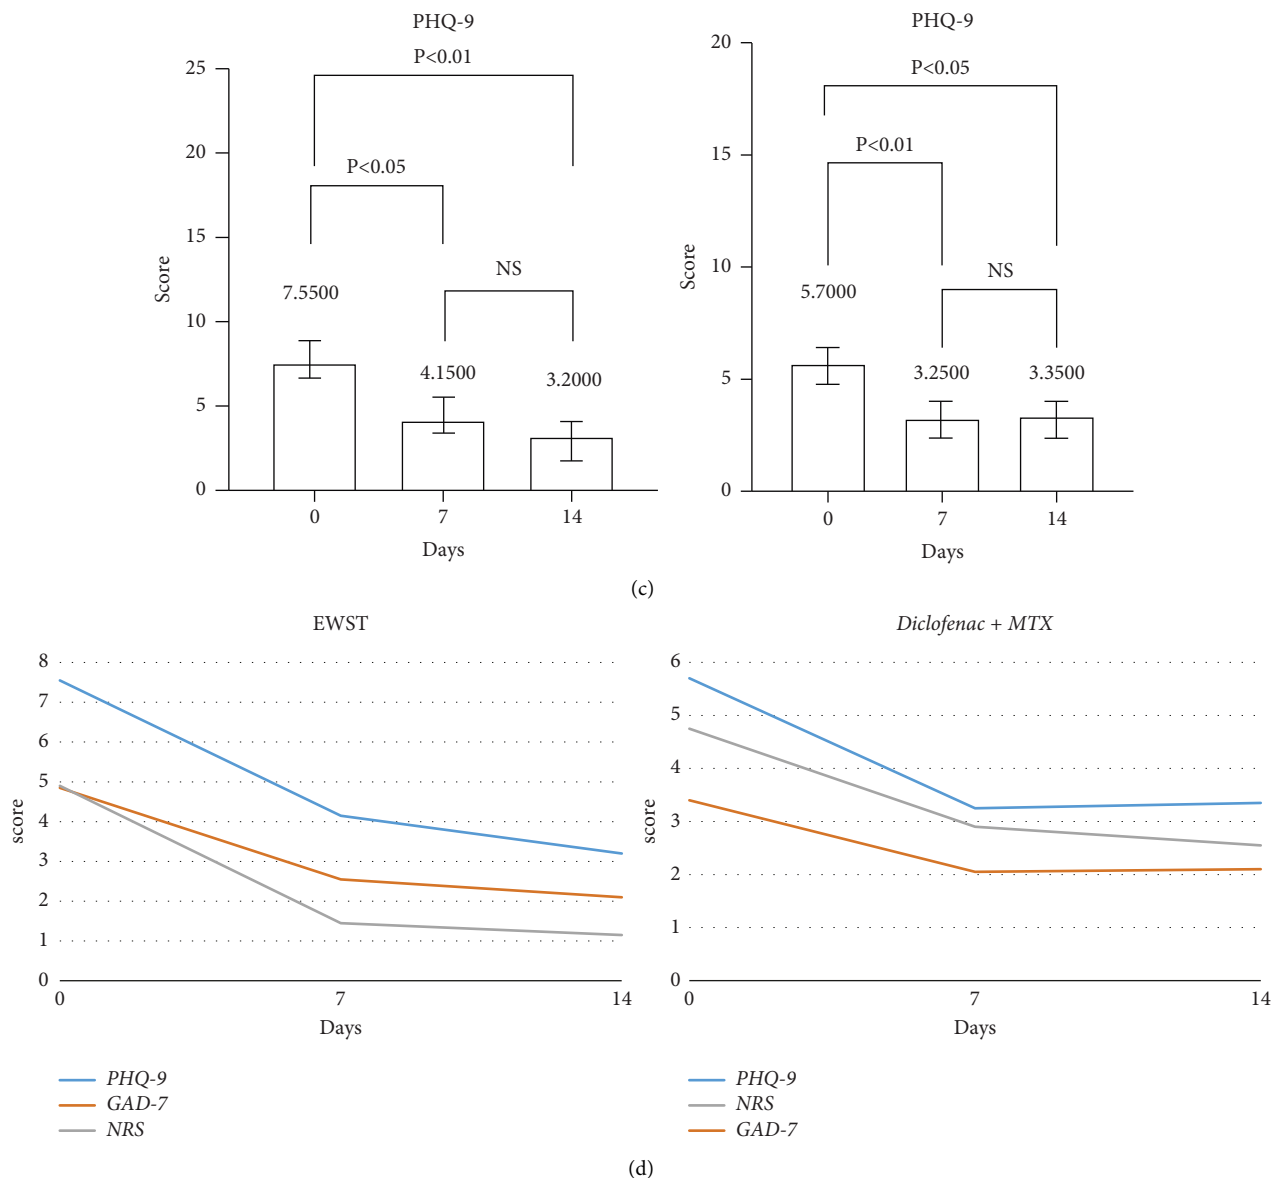 PHQ-9
P<0.01
P<0.05
NS
7.5500
4.1500
3.2000
25
20
15
10
5
0
Score
0 7 14
Days
PHQ-9
P<0.05
P<0.01
NS
5.7000
3.2500
3.3500
20
15
10
5
0
Score
0 7 14
Days
(c)
EWST
8
7
6
5
4
3
2
1
0
score
0 7 14
Days
PHQ-9
GAD-7
NRS
Diclofenac + MTX
6
5
4
3
2
1
0
score
0 7 14
Days
PHQ-9
NRS
GAD-7
(d)